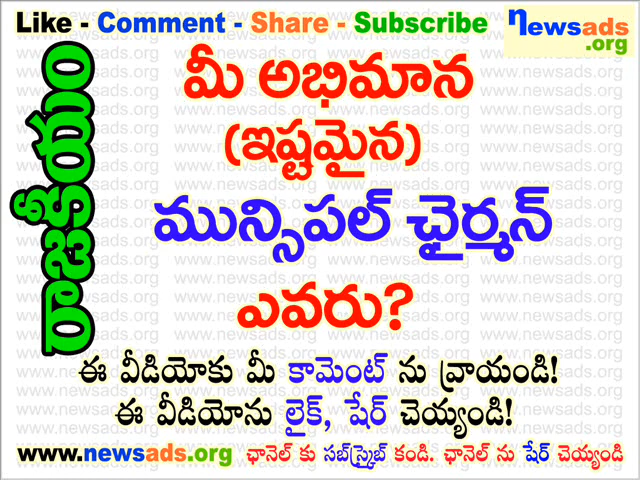 Like - Comment - Share - Subscribe
newsads
.org
రాజకీయం
మీ అభిమాన
(ఇష్టమైన)
మున్సిపల్ ఛైర్మన్
ఎవరు?
ఈ వీడియోకు మీ కామెంట్ ను వ్రాయండి!
ఈ వీడియోను లైక్, షేర్ చెయ్యండి!
www.newsads.org ఛానెల్ కు సబ్‌స్క్రైబ్ కండి. ఛానెల్ ను షేర్ చెయ్యండి